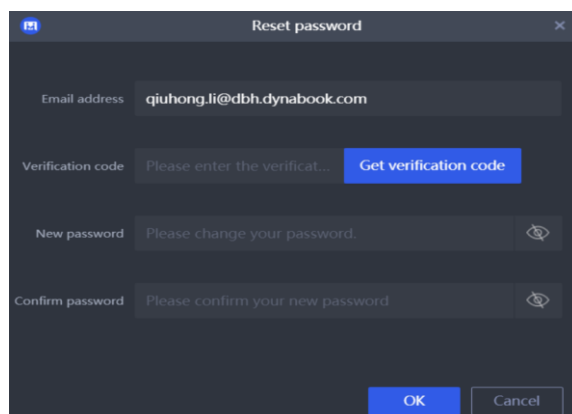 Reset password
Email address qiuhong.li@dbh.dynabook.com
Verification code Please enter the verificat... Get verification code
New password Please change your password.
Confirm password Please confirm your new password
OK Cancel